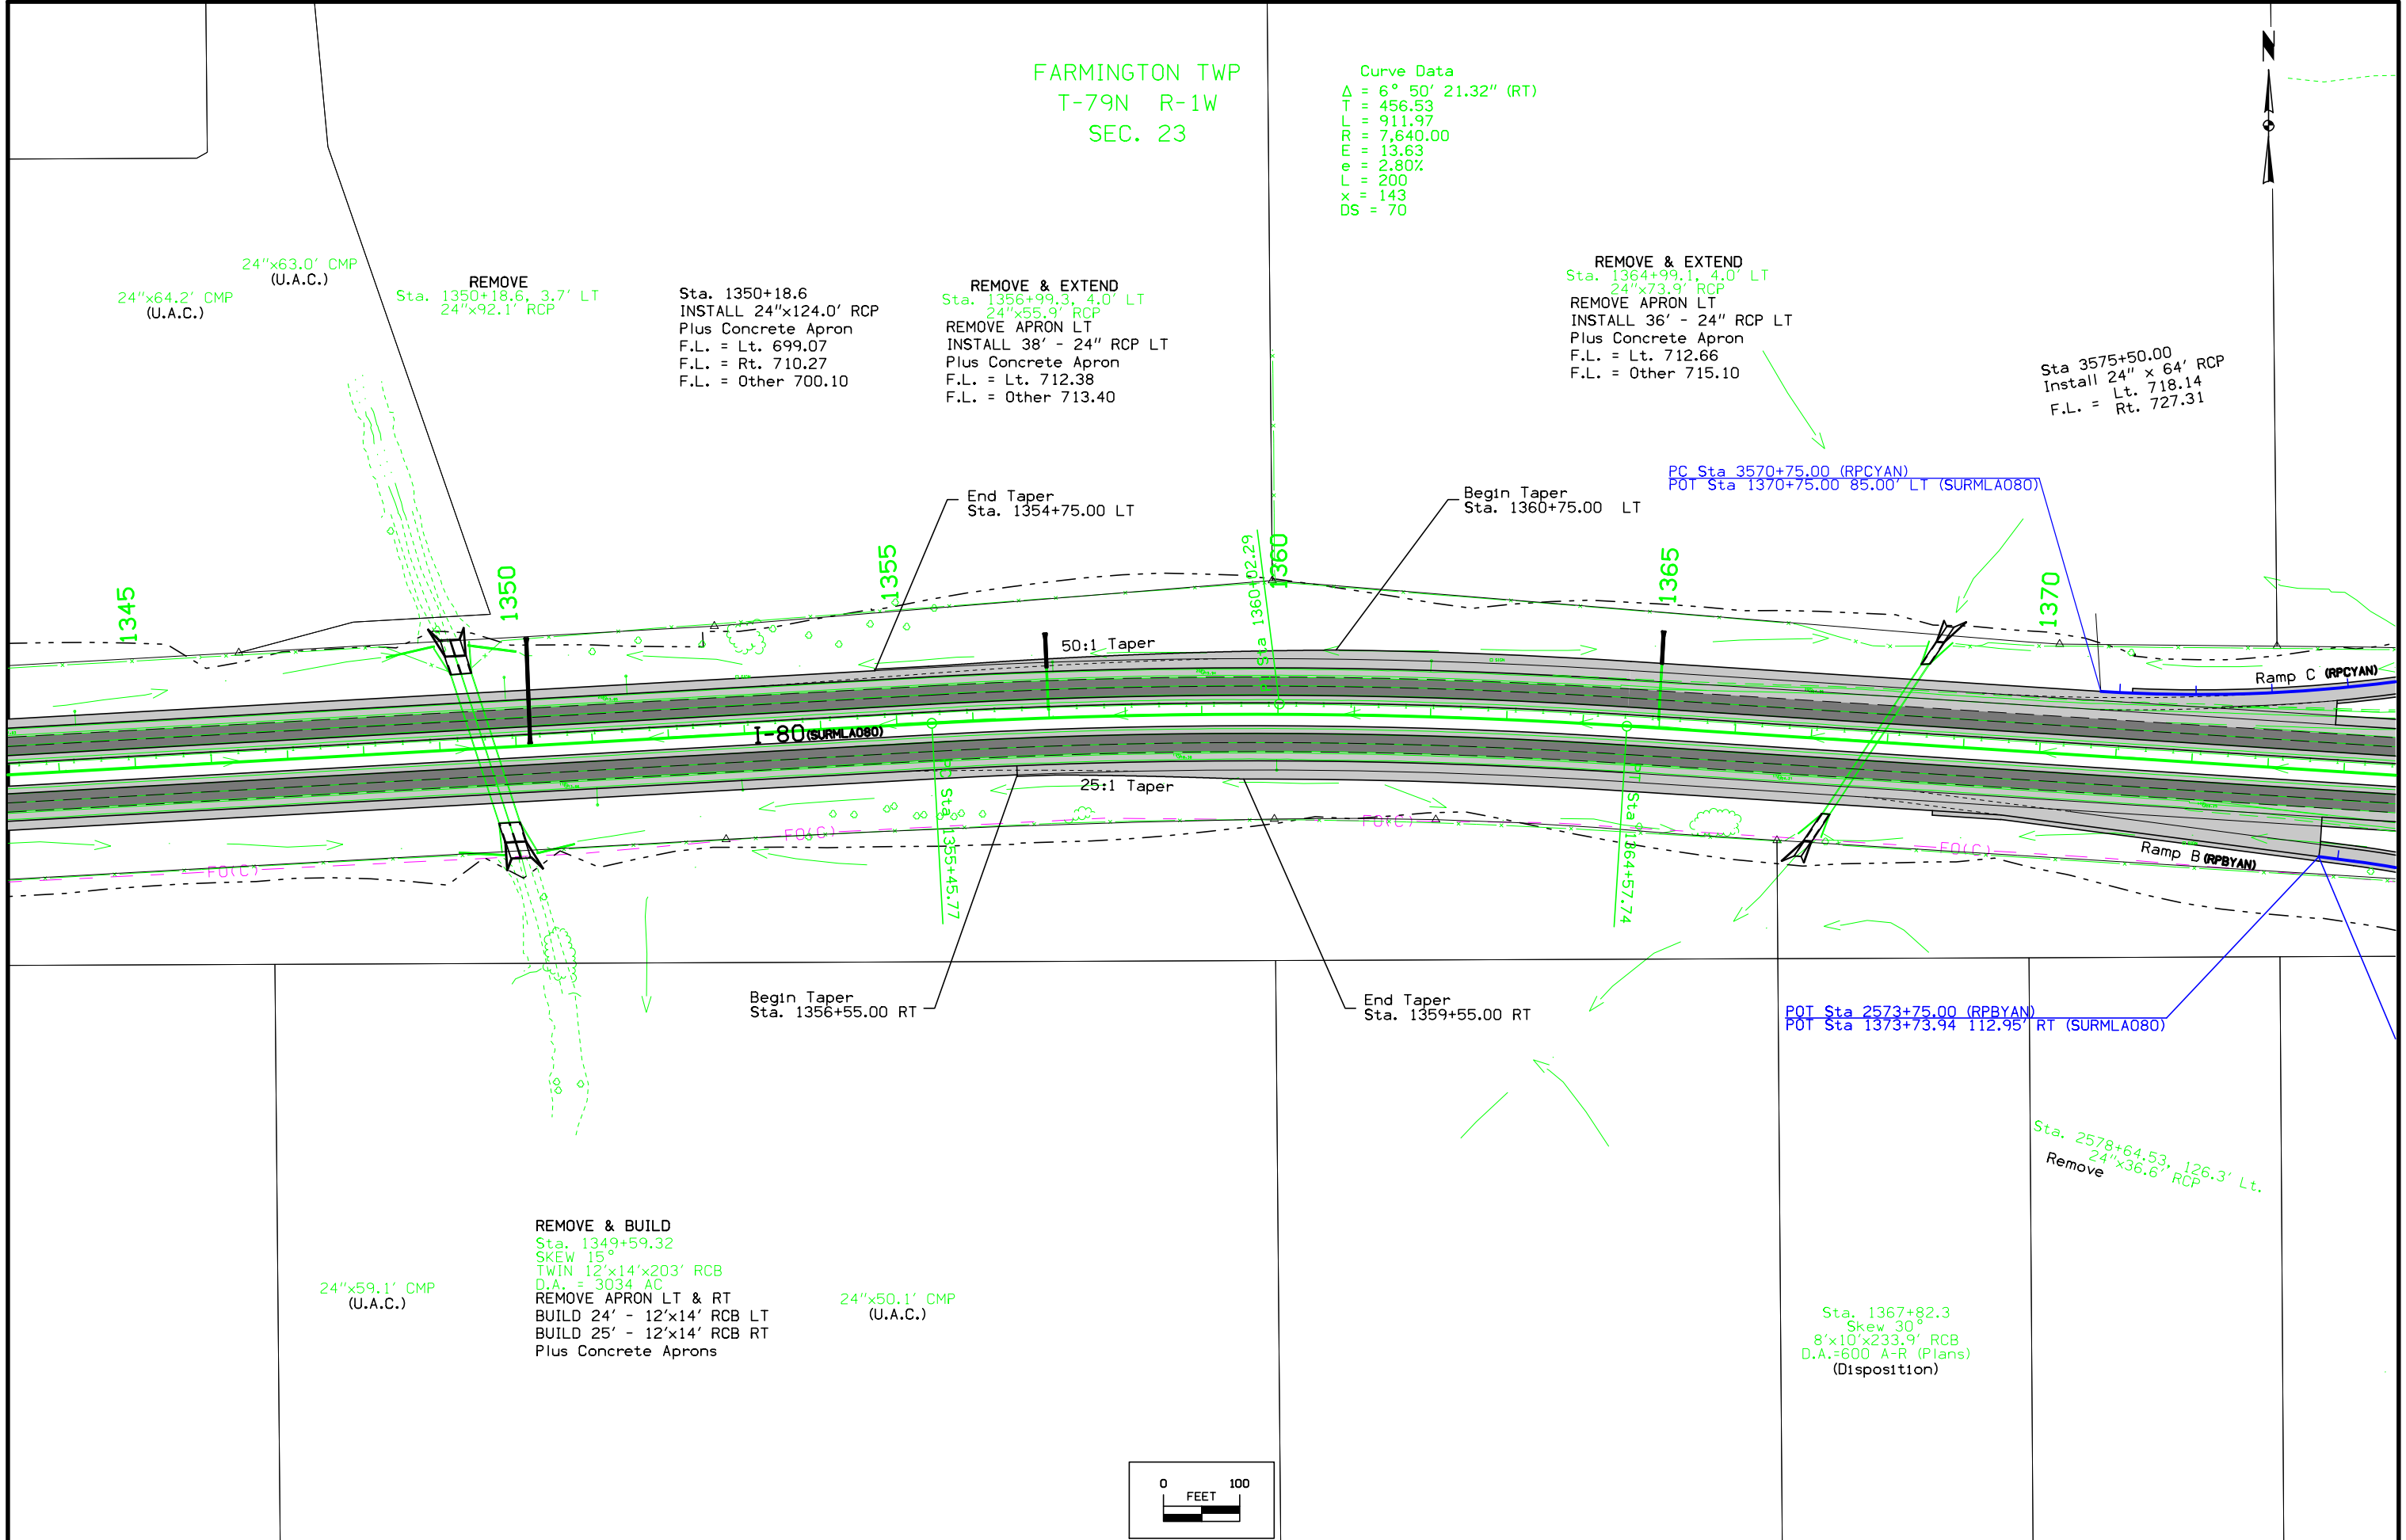 FARMINGTON TWP
T-79N R-1W
SEC. 23
Curve Data
Δ = 6° 50' 21.32" (RT)
T = 456.53
L = 911.97
R = 7,640.00
E = 13.63
e = 2.80%
L = 200
x = 143
DS = 70
N
24"x64.2' CMP
(U.A.C.)
24"x63.0' CMP
(U.A.C.)
REMOVE
Sta. 1350+18.6, 3.7' LT
24"x92.1' RCP
Sta. 1350+18.6
INSTALL 24"x124.0' RCP
Plus Concrete Apron
F.L. = Lt. 699.07
F.L. = Rt. 710.27
F.L. = Other 700.10
REMOVE & EXTEND
Sta. 1356+99.3, 4.0' LT
24"x55.9' RCP
REMOVE APRON LT
INSTALL 38' - 24" RCP LT
Plus Concrete Apron
F.L. = Lt. 712.38
F.L. = Other 713.40
REMOVE & EXTEND
Sta. 1364+99.1, 4.0' LT
24"x73.9' RCP
REMOVE APRON LT
INSTALL 36' - 24" RCP LT
Plus Concrete Apron
F.L. = Lt. 712.66
F.L. = Other 715.10
Sta 3575+50.00
Install 24" x 64' RCP
Lt. 718.14
F.L. =
Rt. 727.31
PC Sta 3570+75.00 (RPCYAN)
POT Sta 1370+75.00 85.00' LT (SURMLA080)
End Taper
Sta. 1354+75.00 LT
Begin Taper
Sta. 1360+75.00 LT
1345
1350
1355
1360
1365
1370
PI Sta 1360+02.29
50:1 Taper
Ramp C (RPCYAN)
I-80 (SURMLA080)
25:1 Taper
PC Sta 1355+45.77
PT Sta 1364+57.74
FO(C)
FO(C)
FO(C)
FO(C)
Ramp B (RPBYAN)
Begin Taper
Sta. 1356+55.00 RT
End Taper
Sta. 1359+55.00 RT
POT Sta 2573+75.00 (RPBYAN)
POT Sta 1373+73.94 112.95' RT (SURMLA080)
Sta. 2578+64.53, 126.3' Lt.
24"x36.6' RCP
Remove
24"x59.1' CMP
(U.A.C.)
REMOVE & BUILD
Sta. 1349+59.32
SKEW 15°
TWIN 12'x14'x203' RCB
D.A. = 3034 AC
REMOVE APRON LT & RT
BUILD 24' - 12'x14' RCB LT
BUILD 25' - 12'x14' RCB RT
Plus Concrete Aprons
24"x50.1' CMP
(U.A.C.)
Sta. 1367+82.3
Skew 30°
8'x10'x233.9' RCB
D.A.=600 A-R (Plans)
(Disposition)
0 100
FEET